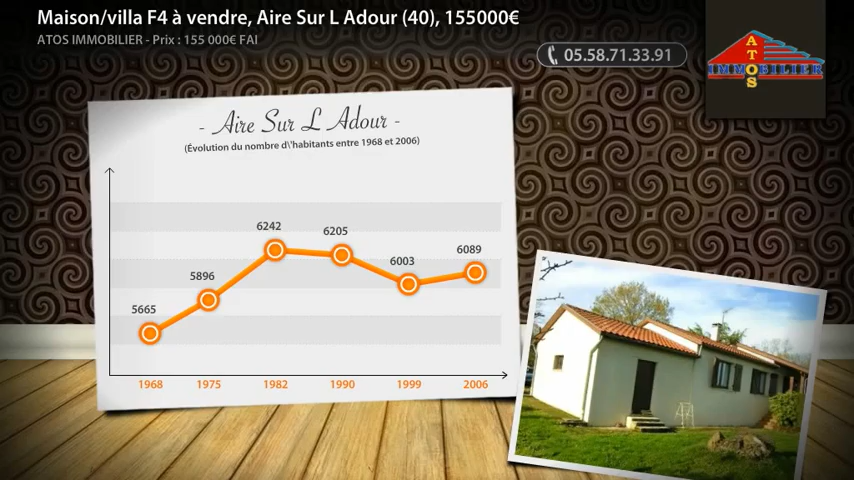 Maison/villa F4 à vendre, Aire Sur L Adour (40), 155000€
ATOS IMMOBILIER - Prix : 155 000€ FAI
05.58.71.33.91
ATOS
IMMOBILIER
- Aire Sur L Adour -
(Évolution du nombre d\'habitants entre 1968 et 2006)
6242
6205
6003
6089
5896
5665
1968 1975 1982 1990 1999 2006